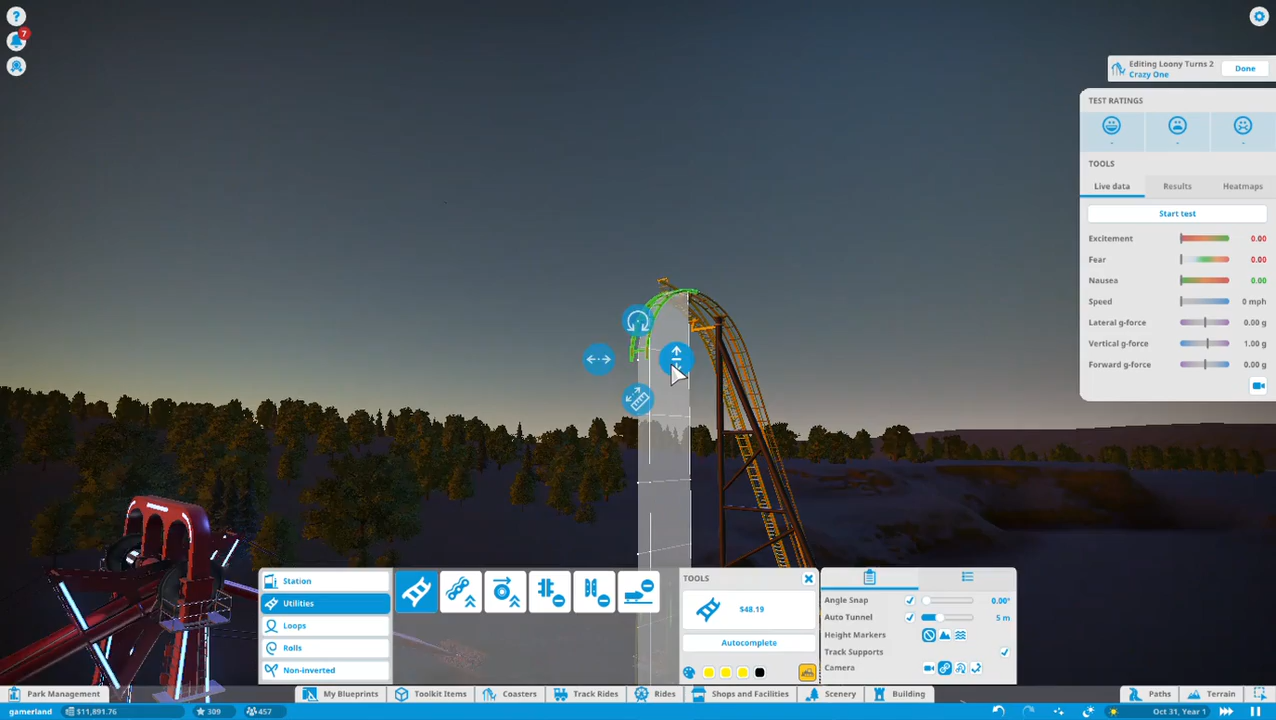 ?
7
Editing Loony Turns 2
Crazy One
Done
TEST RATINGS
- - -
TOOLS
Live data Results Heatmaps
Start test
Excitement 0.00
Fear 0.00
Nausea 0.00
Speed 0 mph
Lateral g-force 0.00 g
Vertical g-force 1.00 g
Forward g-force 0.00 g
Station
Utilities
Loops
Rolls
Non-inverted
TOOLS
$48.19
Autocomplete
Angle Snap 0.00°
Auto Tunnel 5 m
Height Markers
Track Supports
Camera
Park Management My Blueprints Toolkit Items Coasters Track Rides Rides Shops and Facilities Scenery Building Paths Terrain
gamerland $11,891.76 309 457 Oct 31, Year 1